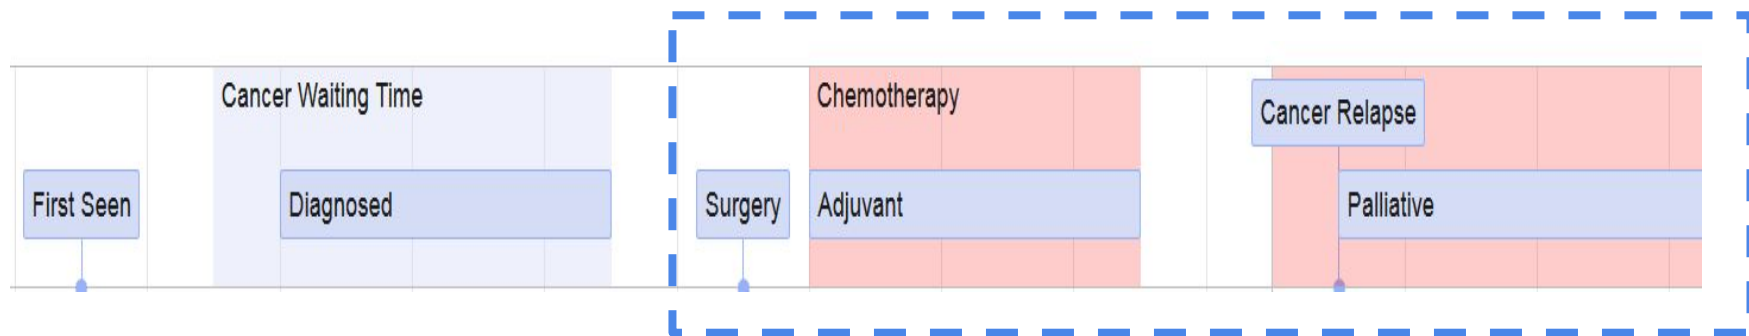 Cancer Waiting Time
Chemotherapy
Cancer Relapse
First Seen
Diagnosed
Surgery
Adjuvant
Palliative